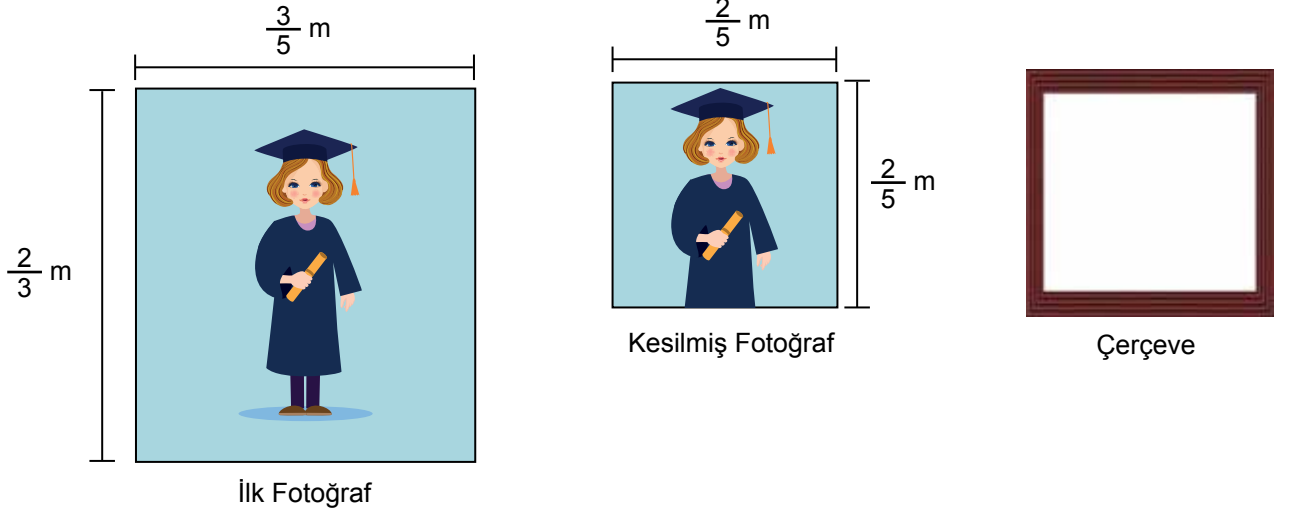 3/5 m
2/5 m
2/3 m
2/5 m
Kesilmiş Fotoğraf
Çerçeve
İlk Fotoğraf